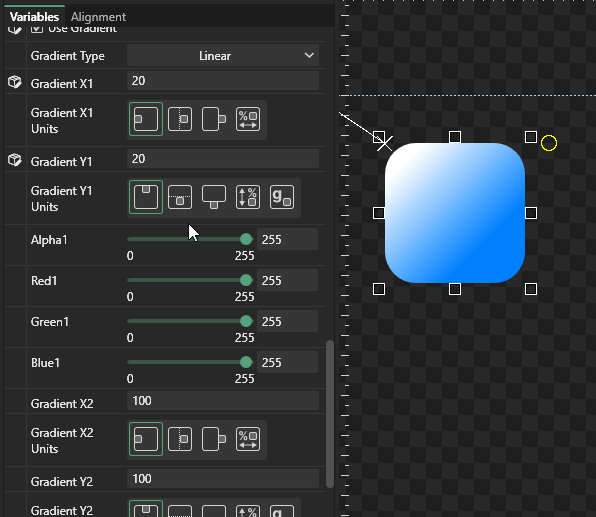 Variables Alignment
Use Gradient
Gradient Type Linear
Gradient X1 20
Gradient X1
Units %
Gradient Y1 20
Gradient Y1
Units % g
Alpha1 255
0 255
Red1 255
0 255
Green1 255
0 255
Blue1 255
0 255
Gradient X2 100
Gradient X2
Units %
Gradient Y2 100
Gradient Y2 % g